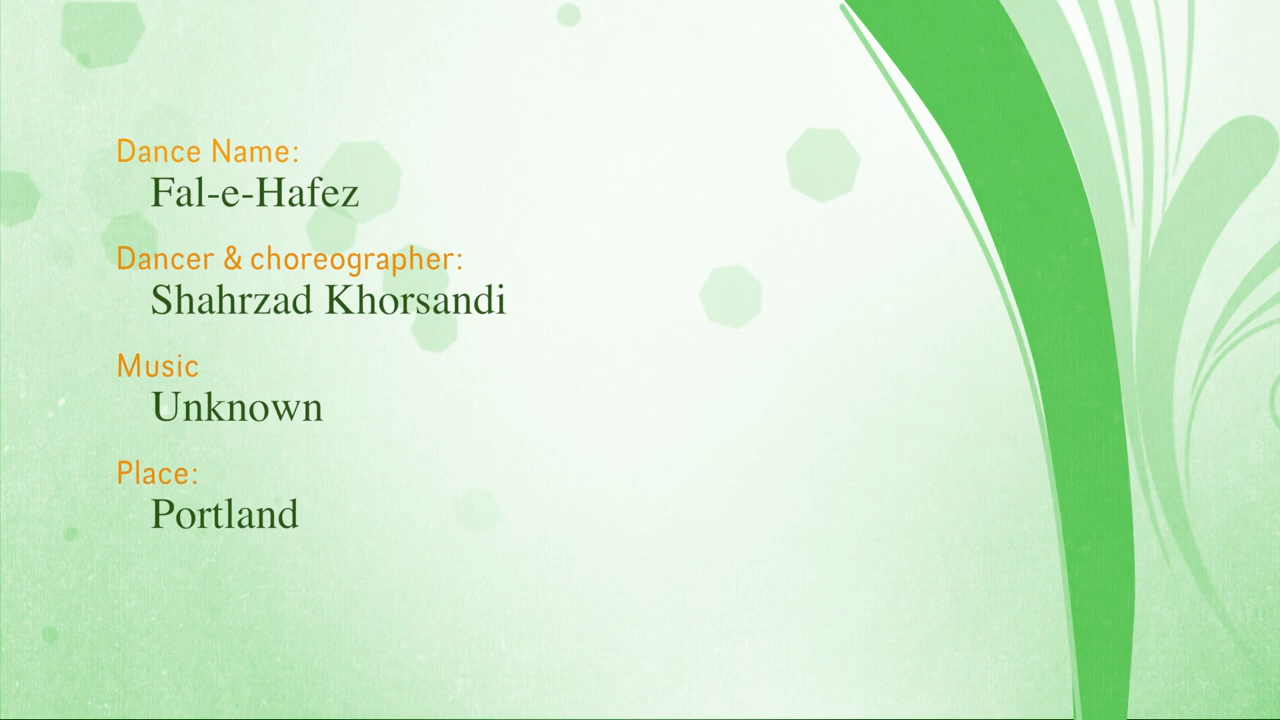 Dance Name:
Fal-e-Hafez
Dancer & choreographer:
Shahrzad Khorsandi
Music
Unknown
Place:
Portland